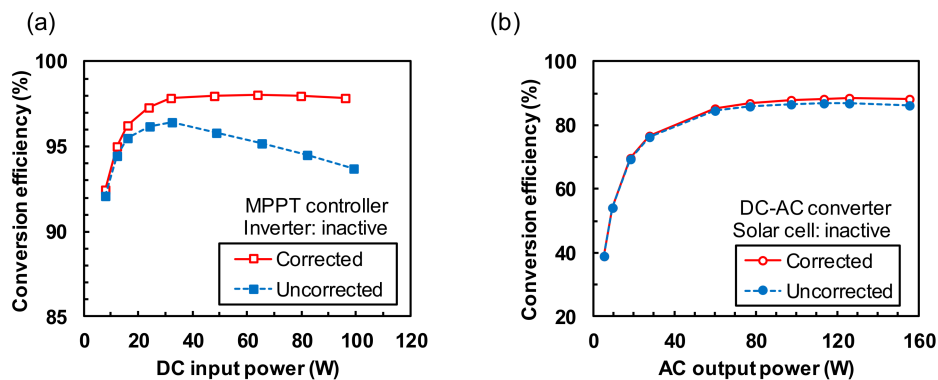 (a)
Conversion efficiency (%)
100
95
90
85
0
20
40
60
80
100
120
DC input power (W)
MPPT controller
Inverter: inactive
Corrected
Uncorrected
(b)
Conversion efficiency (%)
100
80
60
40
20
0
40
80
120
160
AC output power (W)
DC-AC converter
Solar cell: inactive
Corrected
Uncorrected